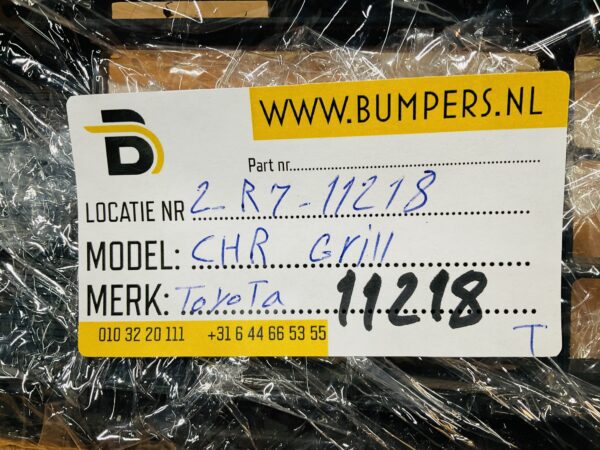 WWW.BUMPERS.NL
B
Part nr.
LOCATIE NR 2-R7-11218
MODEL: CHR Grill
MERK: ToyoTa 11218
010 32 20 111 +31 6 44 66 53 55
T